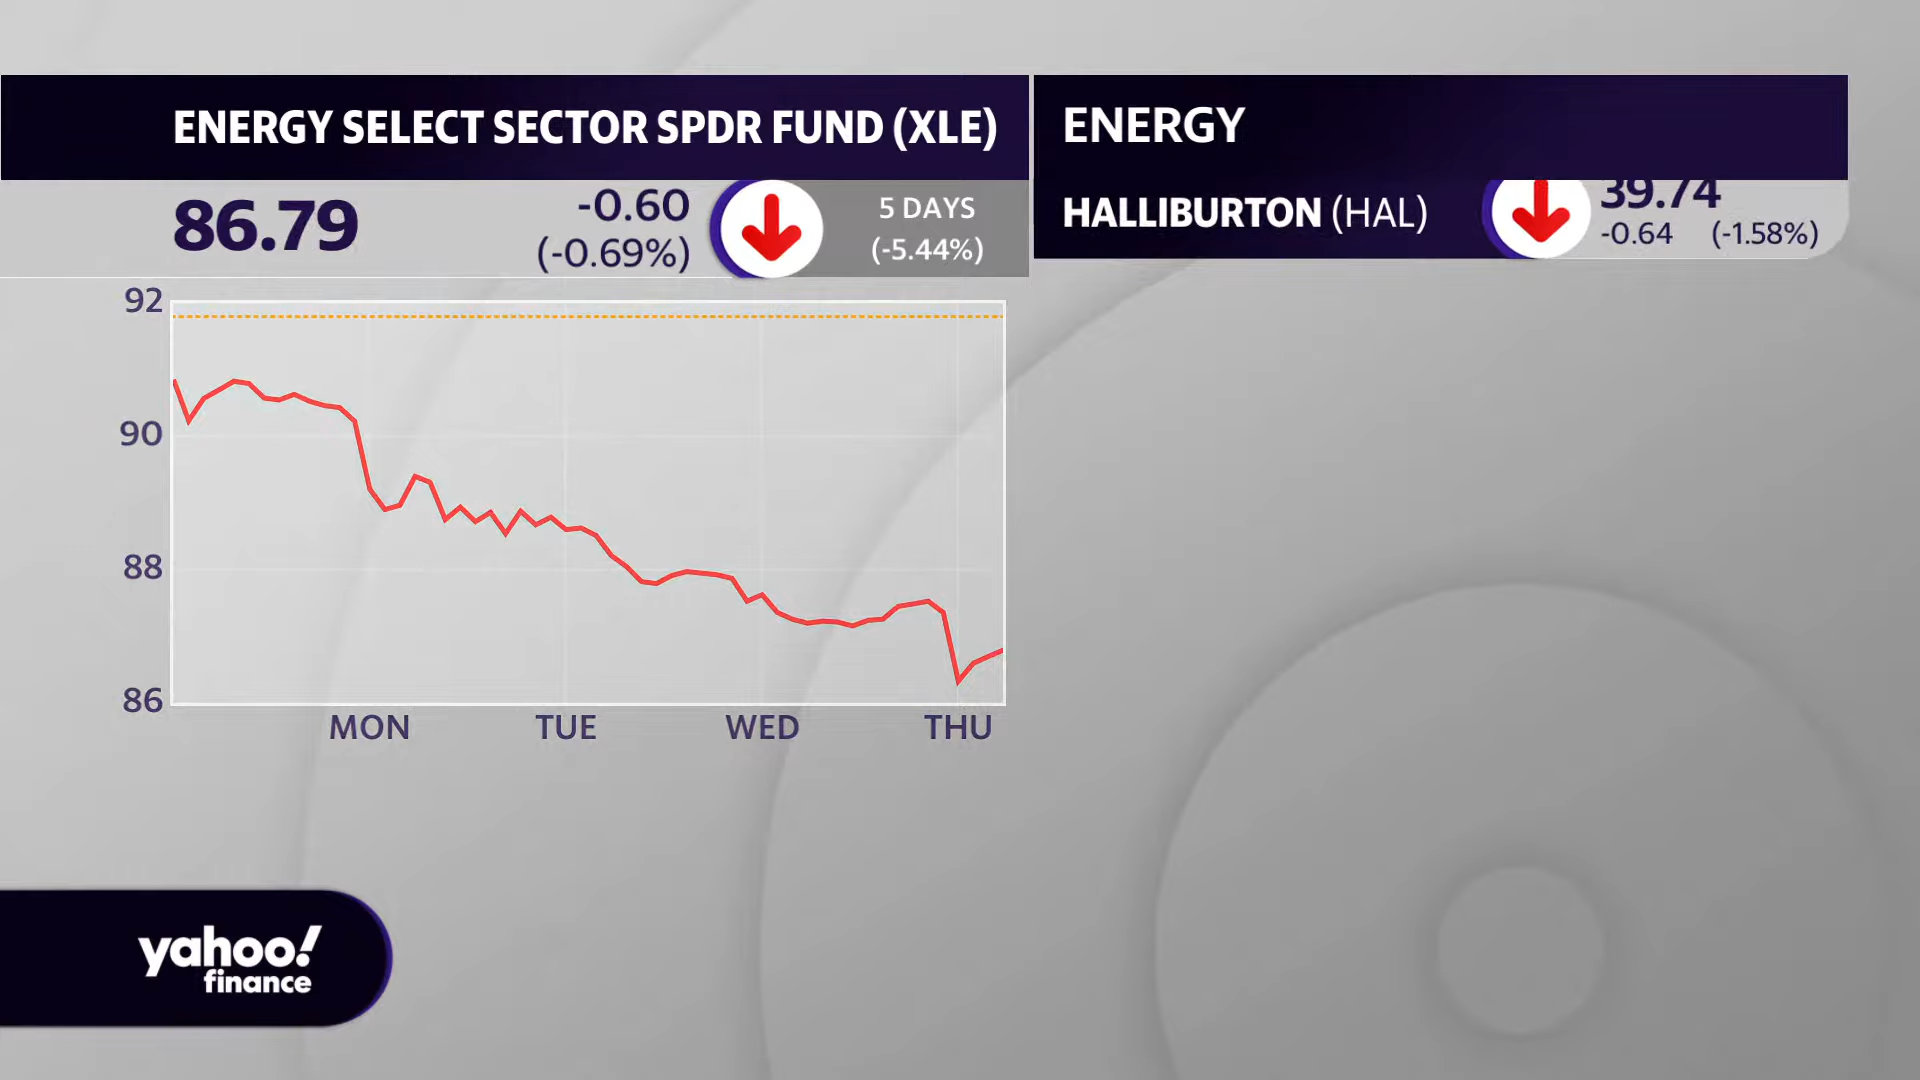 ENERGY SELECT SECTOR SPDR FUND (XLE)
86.79
-0.60
(-0.69%)
5 DAYS
(-5.44%)
ENERGY
HALLIBURTON (HAL)
39.74
-0.64 (-1.58%)
92
90
88
86
MON TUE WED THU
yahoo!
finance